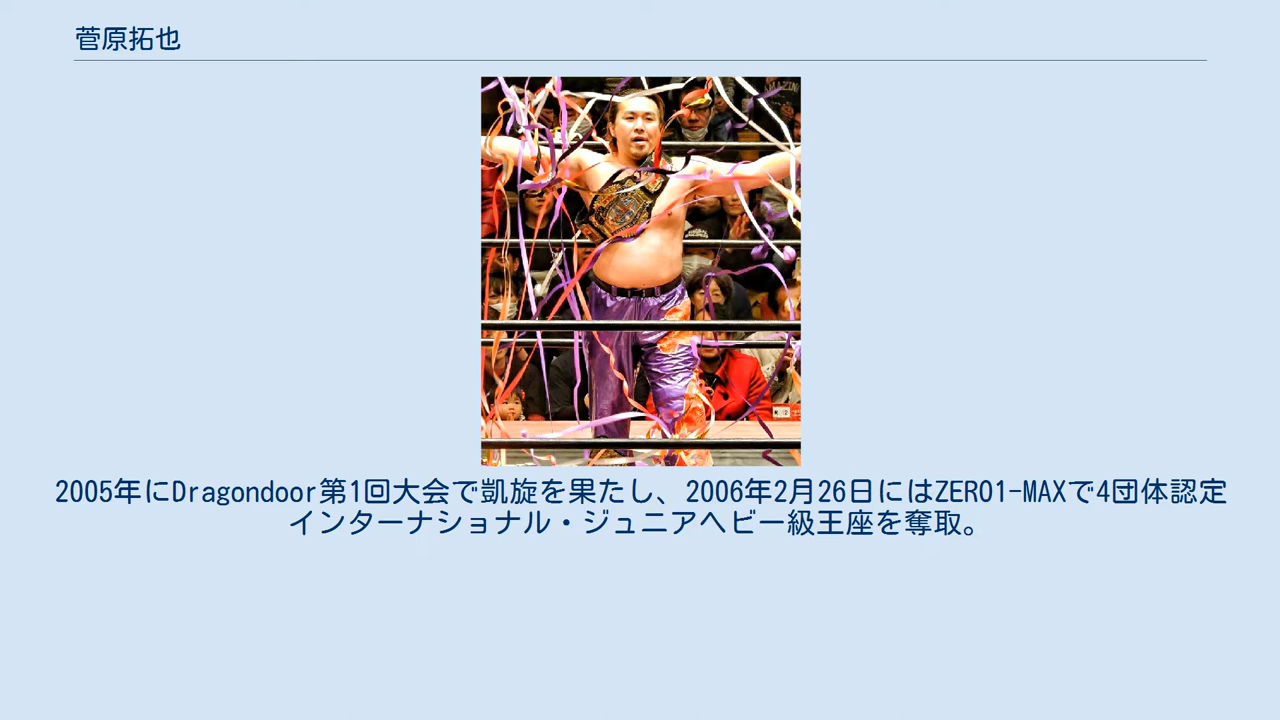 菅原拓也
2005年にDragondoor第1回大会で凱旋を果たし、2006年2月26日にはZERO1-MAXで4団体認定
インターナショナル・ジュニアヘビー級王座を奪取。